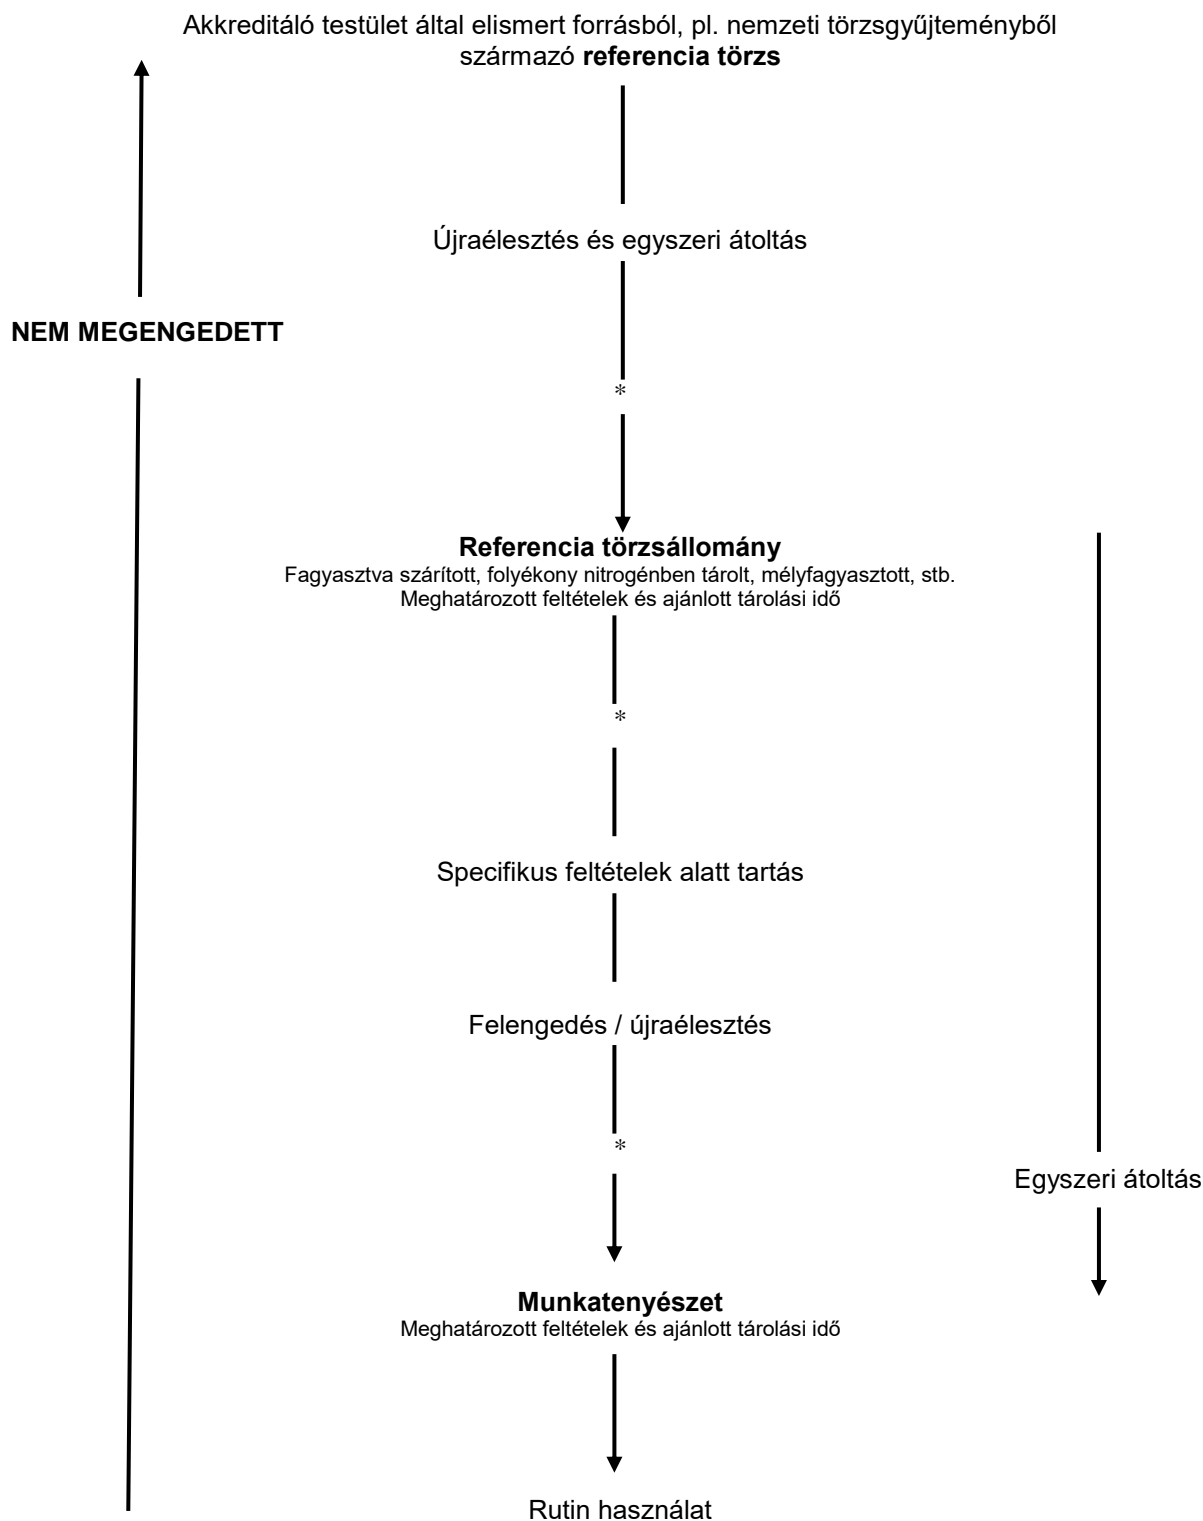 Akkreditáló testület által elismert forrásból, pl. nemzeti törzsgyűjteményből
származó referencia törzs
Újraélesztés és egyszeri átoltás
NEM MEGENGEDETT
*
Referencia törzsállomány
Fagyasztva szárított, folyékony nitrogénben tárolt, mélyfagyasztott, stb.
Meghatározott feltételek és ajánlott tárolási idő
*
Specifikus feltételek alatt tartás
Felengedés / újraélesztés
*
Egyszeri átoltás
Munkatenyészet
Meghatározott feltételek és ajánlott tárolási idő
Rutin használat